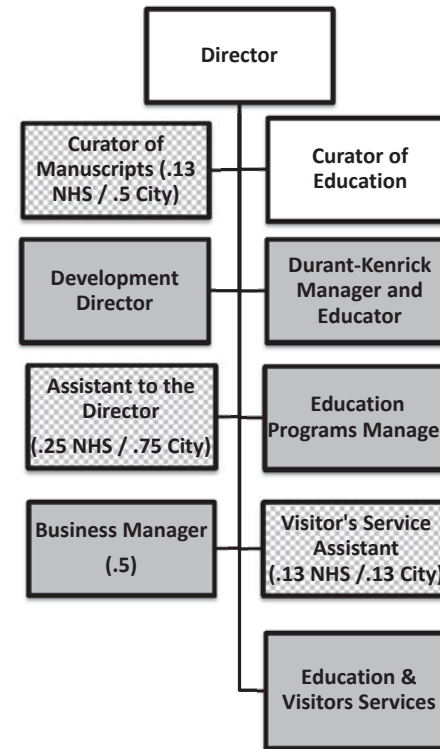 Director
Curator of
Manuscripts (.13
NHS / .5 City)
Curator of
Education
Development
Director
Durant-Kenrick
Manager and
Educator
Assistant to the
Director
(.25 NHS / .75 City)
Education
Programs Manage
Business Manager
(.5)
Visitor's Service
Assistant
(.13 NHS /.13 City)
Education &
Visitors Services